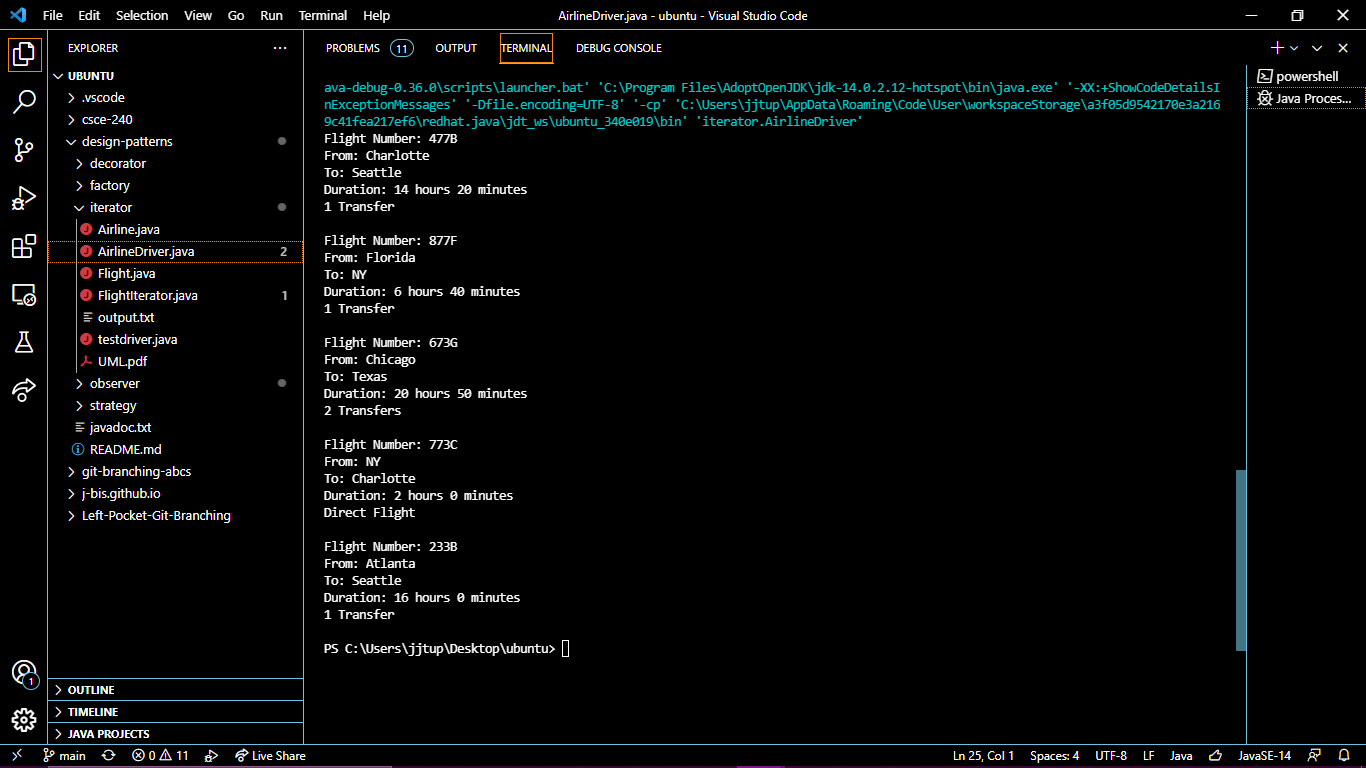 File Edit Selection View Go Run Terminal Help AirlineDriver.java - ubuntu - Visual Studio Code
EXPLORER
UBUNTU
.vscode
csce-240
design-patterns
decorator
factory
iterator
Airline.java
AirlineDriver.java 2
Flight.java
FlightIterator.java 1
output.txt
testdriver.java
UML.pdf
observer
strategy
javadoc.txt
README.md
git-branching-abcs
j-bis.github.io
Left-Pocket-Git-Branching
OUTLINE
TIMELINE
JAVA PROJECTS
1
PROBLEMS 11 OUTPUT TERMINAL DEBUG CONSOLE
ava-debug-0.36.0\scripts\launcher.bat' 'C:\Program Files\AdoptOpenJDK\jdk-14.0.2.12-hotspot\bin\java.exe' '-XX:+ShowCodeDetailsI
nExceptionMessages' '-Dfile.encoding=UTF-8' '-cp' 'C:\Users\jjtup\AppData\Roaming\Code\User\workspaceStorage\a3f05d9542170e3a216
9c41fea217ef6\redhat.java\jdt_ws\ubuntu_340e019\bin' 'iterator.AirlineDriver'
Flight Number: 477B
From: Charlotte
To: Seattle
Duration: 14 hours 20 minutes
1 Transfer
Flight Number: 877F
From: Florida
To: NY
Duration: 6 hours 40 minutes
1 Transfer
Flight Number: 673G
From: Chicago
To: Texas
Duration: 20 hours 50 minutes
2 Transfers
Flight Number: 773C
From: NY
To: Charlotte
Duration: 2 hours 0 minutes
Direct Flight
Flight Number: 233B
From: Atlanta
To: Seattle
Duration: 16 hours 0 minutes
1 Transfer
PS C:\Users\jjtup\Desktop\ubuntu>
powershell
Java Proces...
main 0 11 Live Share Ln 25, Col 1 Spaces: 4 UTF-8 LF Java JavaSE-14